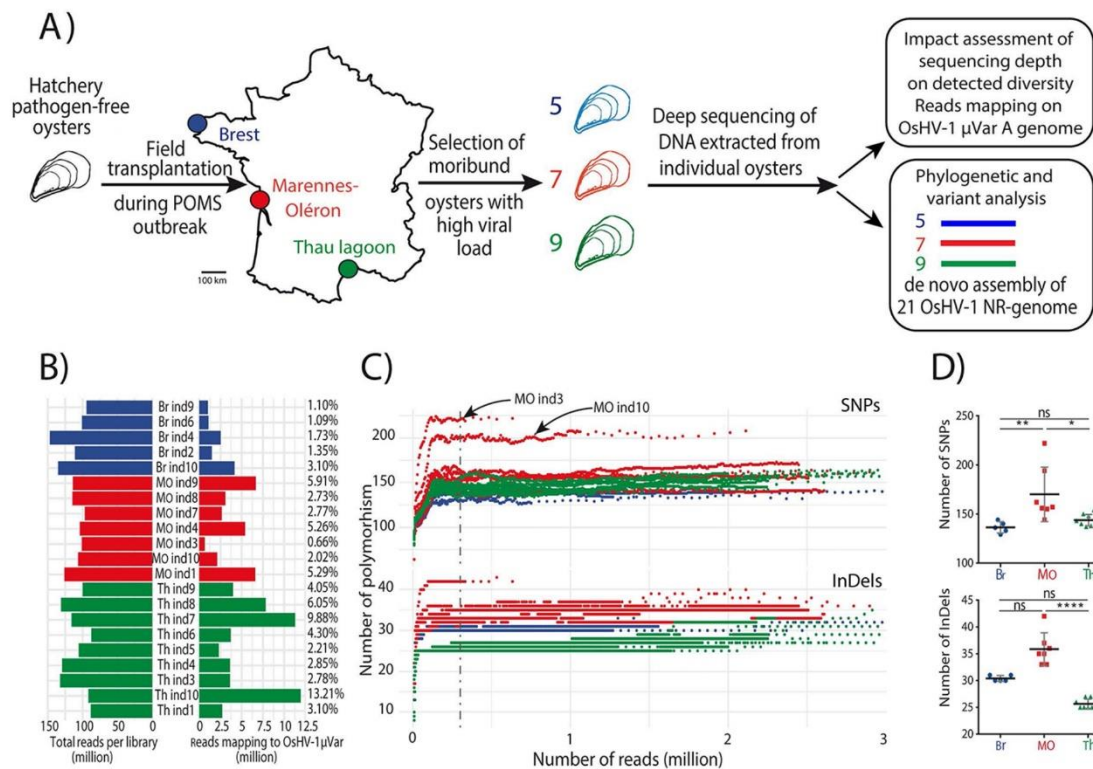 A)
Hatchery
pathogen-free
oysters
Field
transplantation
during POMS
outbreak
Brest
Marennes-
Oléron
Thau lagoon
100 km
Selection of
moribund
oysters with
high viral
load
5
7
9
Deep sequencing of
DNA extracted from
individual oysters
Impact assessment of
sequencing depth
on detected diversity
Reads mapping on
OsHV-1 µVar A genome
Phylogenetic and
variant analysis
5
7
9
de novo assembly of
21 OsHV-1 NR-genome
B)
Br ind9 1.10%
Br ind6 1.09%
Br ind4 1.73%
Br ind2 1.35%
Br ind10 3.10%
MO ind9 5.91%
MO ind8 2.73%
MO ind7 2.77%
MO ind4 5.26%
MO ind3 0.66%
MO ind10 2.02%
MO ind1 5.29%
Th ind9 4.05%
Th ind8 6.05%
Th ind7 9.88%
Th ind6 4.30%
Th ind5 2.21%
Th ind4 2.85%
Th ind3 2.78%
Th ind10 13.21%
Th ind1 3.10%
150 100 50 0 0 2.5 5 7.5 10 12.5
Total reads per library
(million)
Reads mapping to OsHV-1µVar
(million)
C)
MO ind3
MO ind10
SNPs
200
150
100
InDels
40
30
20
10
Number of polymorhism
0 1 2 3
Number of reads (million)
D)
ns
** *
250
200
150
100
Number of SNPs
Br MO Th
ns
ns ****
45
40
35
30
25
20
Number of InDels
Br MO Th